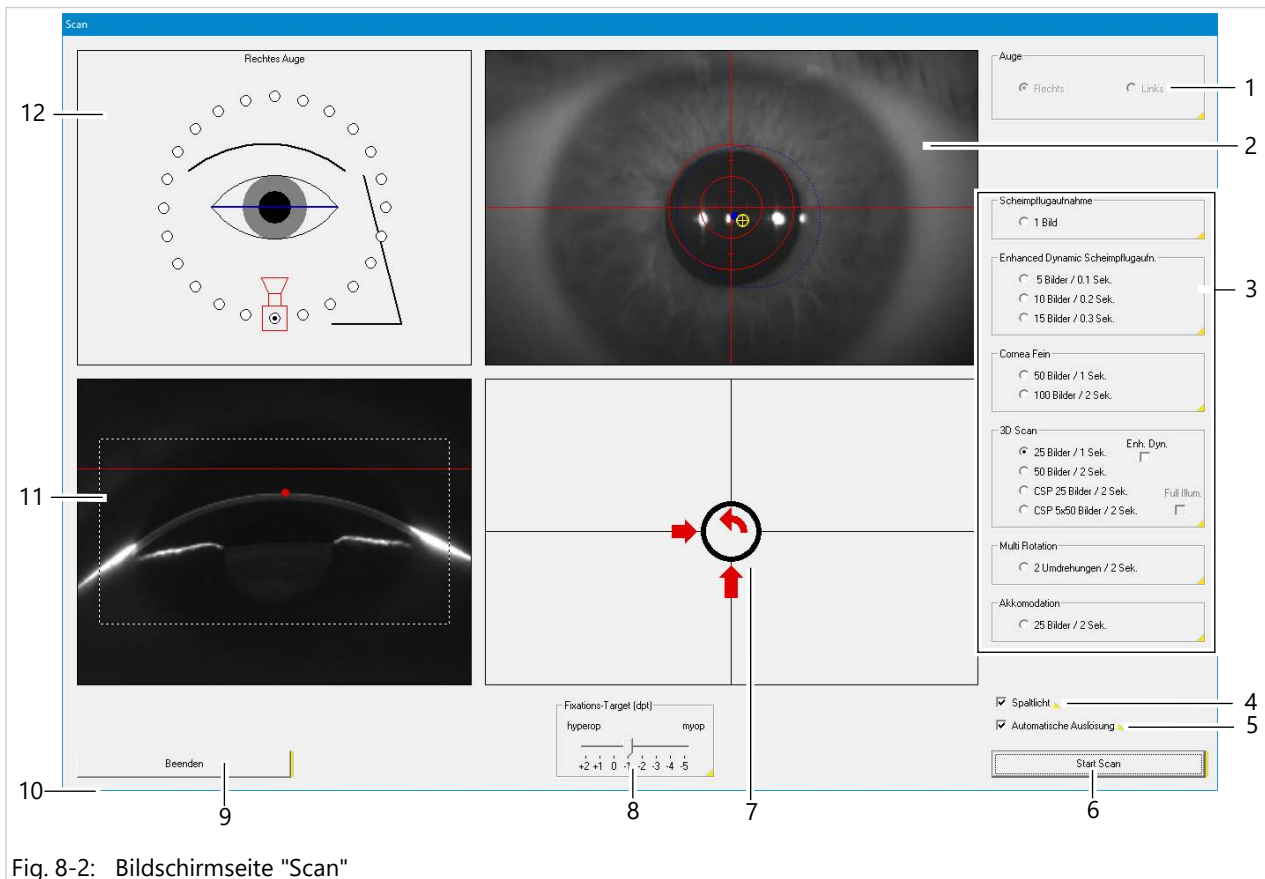 Scan
Rechtes Auge
12
Auge
Rechts
Links
1
2
Scheimpflugaufnahme
1 Bild
Enhanced Dynamic Scheimpflugaufn.
5 Bilder / 0.1 Sek.
10 Bilder / 0.2 Sek.
15 Bilder / 0.3 Sek.
3
Cornea Fein
50 Bilder / 1 Sek.
100 Bilder / 2 Sek.
3D Scan
Enh. Dyn.
25 Bilder / 1 Sek.
50 Bilder / 2 Sek.
CSP 25 Bilder / 2 Sek.
Full Illum.
CSP 5x50 Bilder / 2 Sek.
Multi Rotation
2 Umdrehungen / 2 Sek.
Akkomodation
25 Bilder / 2 Sek.
11
Fixations-Target (dpt)
hyperop myop
+2 +1 0 -1 -2 -3 -4 -5
Spaltlicht
4
Automatische Auslösung
5
Beenden
Start Scan
10
9
8
7
6
Fig. 8-2: Bildschirmseite "Scan"